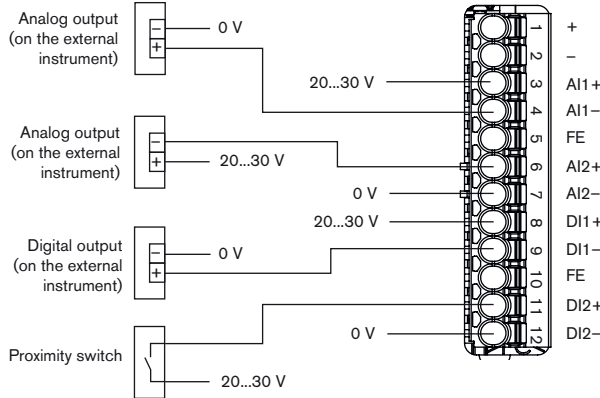 Analog output
(on the external
instrument)
−
+
0 V
Analog output
(on the external
instrument)
−
+
20...30 V
Digital output
(on the external
instrument)
−
+
0 V
Proximity switch
20...30 V
20...30 V
0 V
20...30 V
0 V
1 +
2 −
3 AI1+
4 AI1−
5 FE
6 AI2+
7 AI2−
8 DI1+
9 DI1−
10 FE
11 DI2+
12 DI2−